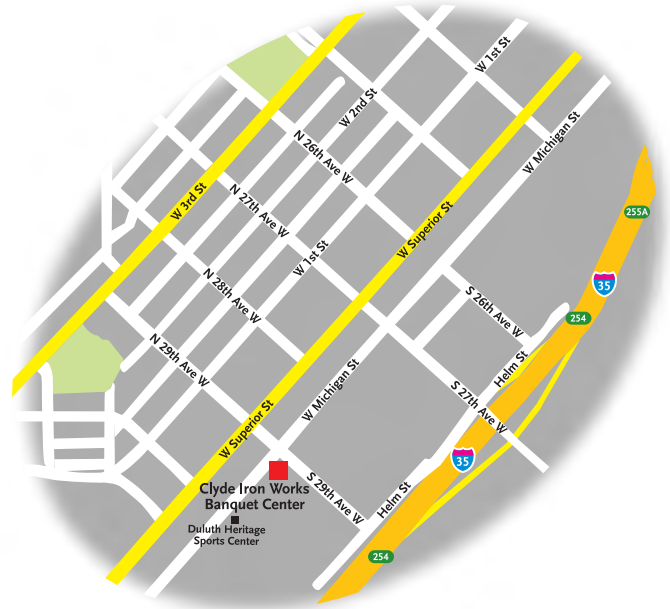 W 1st St
W 2nd St
W Michigan St
N 26th Ave W
W 3rd St
N 27th Ave W
255A
W Superior St
W 1st St
35
N 28th Ave W
S 26th Ave W
254
N 29th Ave W
Helm St
W Michigan St
S 27th Ave W
W Superior St
35
Clyde Iron Works
Banquet Center
S 29th Ave W
Helm St
Duluth Heritage
Sports Center
254